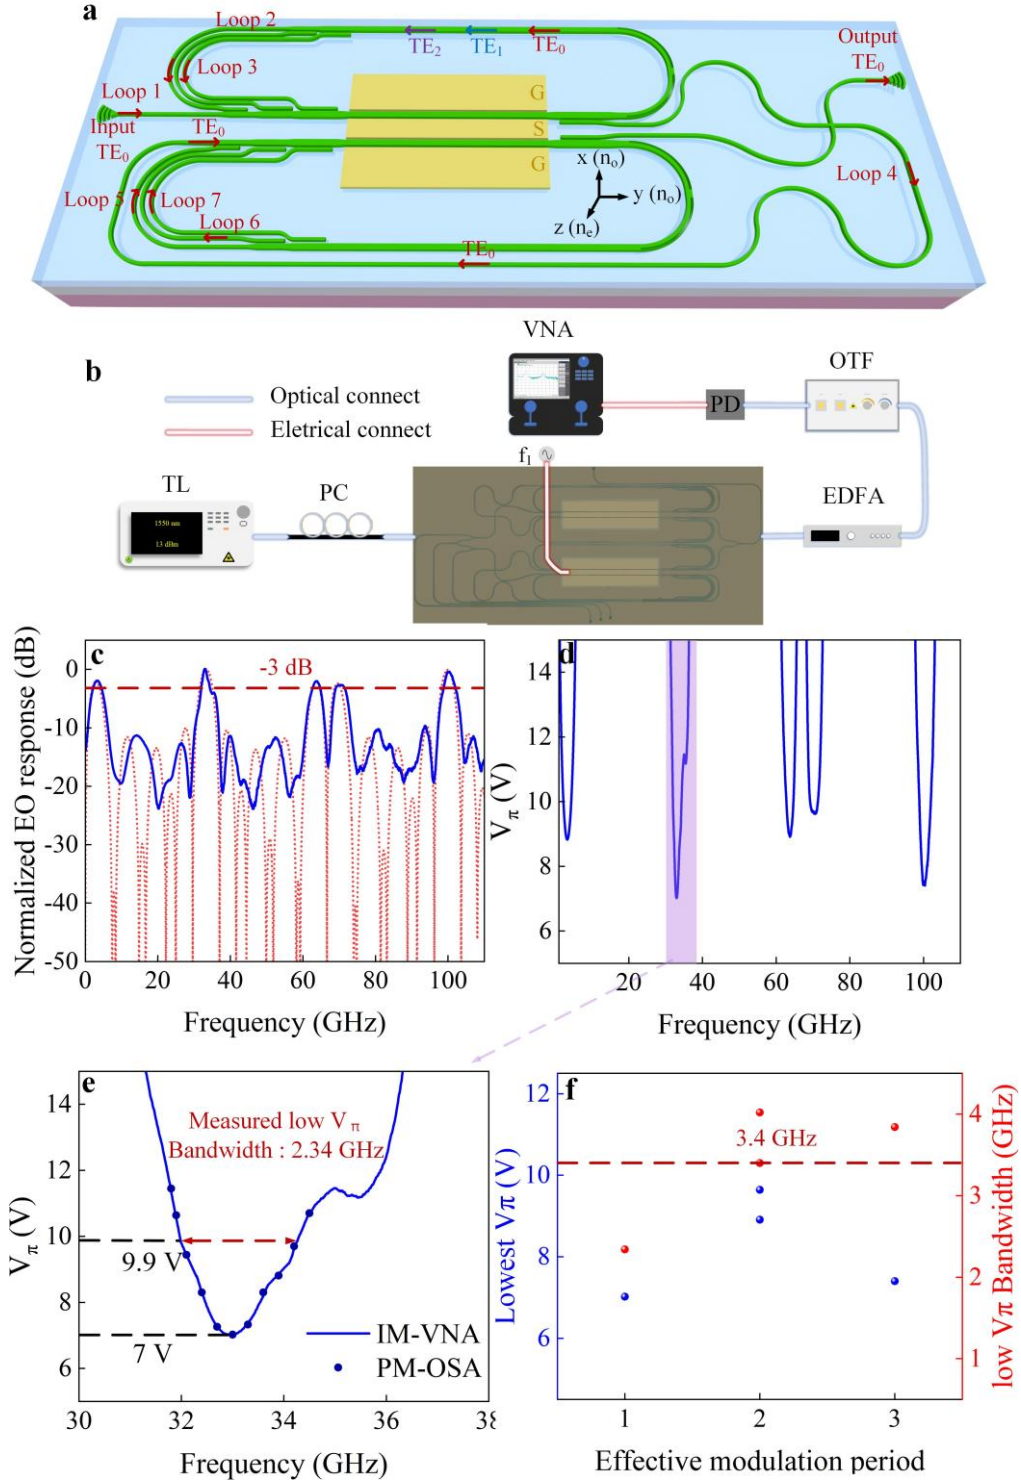 a
Loop 2
TE₂
TE₁
TE₀
Output
TE₀
Loop 3
Loop 1
G
S
G
Input
TE₀
TE₀
x (nₒ)
y (nₒ)
z (nₑ)
Loop 4
Loop 5
Loop 7
Loop 6
TE₀
b
VNA
OTF
Optical connect
Eletrical connect
PD
f₁
TL
PC
EDFA
1550 nm
13 dBm
c
Normalized EO response (dB)
0
-10
-20
-30
-40
-50
-3 dB
0 20 40 60 80 100
Frequency (GHz)
d
Vπ (V)
14
12
10
8
6
20 40 60 80 100
Frequency (GHz)
e
Vπ (V)
14
12
10
8
6
Measured low Vπ
Bandwidth : 2.34 GHz
9.9 V
7 V
IM-VNA
PM-OSA
30 32 34 36 38
Frequency (GHz)
f
Lowest Vπ (V)
12
10
8
6
3.4 GHz
4
3
2
1
low Vπ Bandwidth (GHz)
1 2 3
Effective modulation period